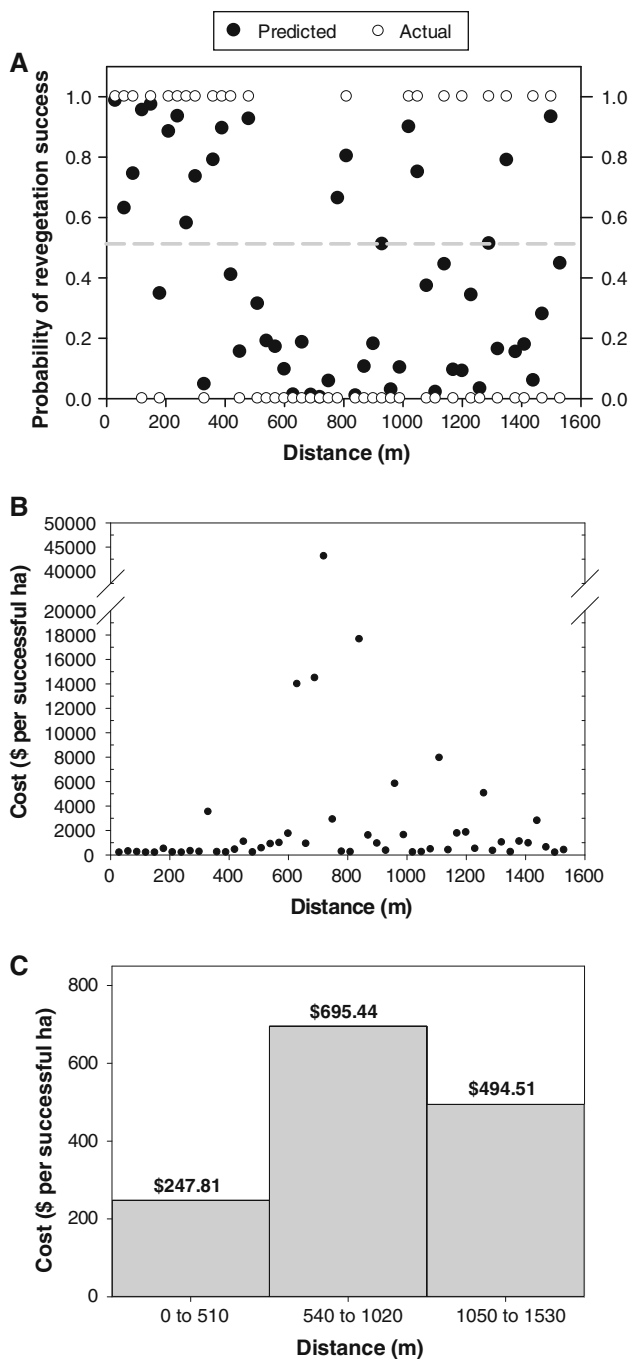 Predicted Actual
A
Probability of revegetation success
1.0 1.0
0.8 0.8
0.6 0.6
0.4 0.4
0.2 0.2
0.0 0.0
0 200 400 600 800 1000 1200 1400 1600
Distance (m)
B
Cost ($ per successful ha)
50000
45000
40000
20000
18000
16000
14000
12000
10000
8000
6000
4000
2000
0
0 200 400 600 800 1000 1200 1400 1600
Distance (m)
C
Cost ($ per successful ha)
800
$695.44
600
$494.51
400
$247.81
200
0
0 to 510 540 to 1020 1050 to 1530
Distance (m)